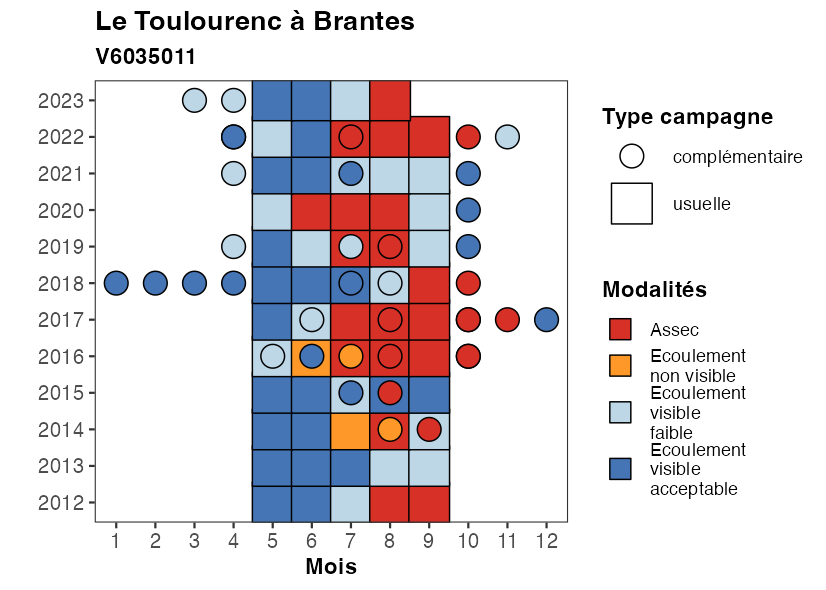 Le Toulourenc à Brantes
V6035011
2023
2022
2021
2020
2019
2018
2017
2016
2015
2014
2013
2012
1 2 3 4 5 6 7 8 9 10 11 12
Mois
Type campagne
complémentaire
usuelle
Modalités
Assec
Ecoulement
non visible
Ecoulement
visible
faible
Ecoulement
visible
acceptable